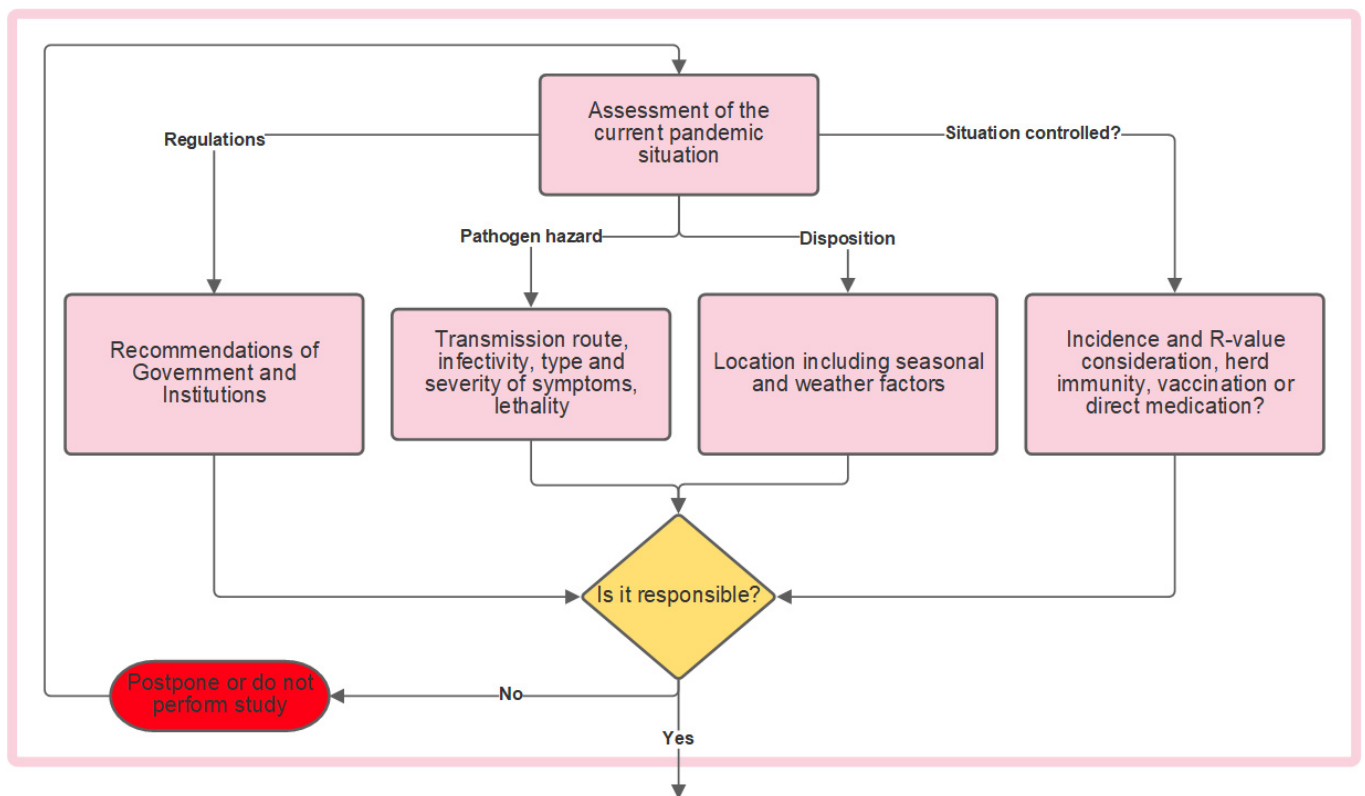 Assessment of the
current pandemic
situation
Regulations
Situation controlled?
Pathogen hazard
Disposition
Recommendations of
Government and
Institutions
Transmission route,
infectivity, type and
severity of symptoms,
lethality
Location including seasonal
and weather factors
Incidence and R-value
consideration, herd
immunity, vaccination or
direct medication?
Is it responsible?
Postpone or do not
perform study
No
Yes